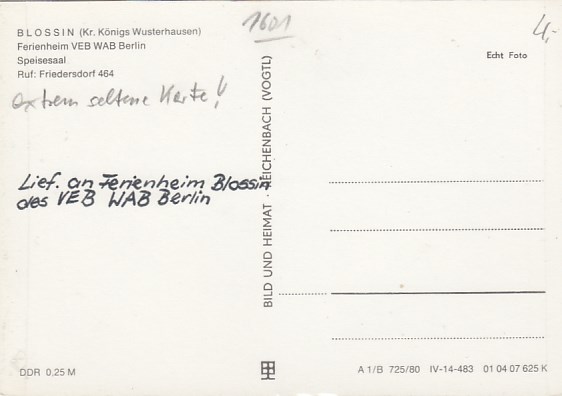 BLOSSIN (Kr. Königs Wusterhausen)
Ferienheim VEB WAB Berlin
Speisesaal
Ruf: Friedersdorf 464
1601
4,-
Echt Foto
extrem seltene Karte!
Lief. an Ferienheim Blossin
des VEB WAB Berlin
BILD UND HEIMAT · REICHENBACH (VOGTL)
DDR 0,25 M
A 1/B 725/80 IV-14-483 01 04 07 625 K